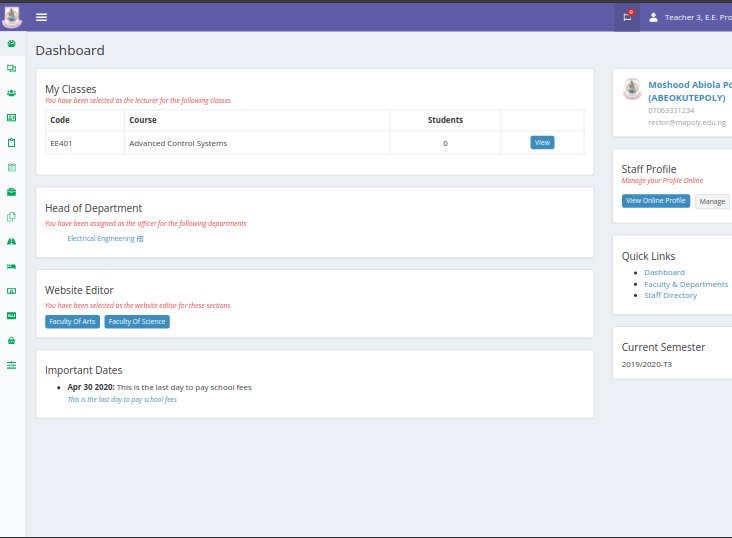 Teacher 3, E.E. Pro
Dashboard
My Classes
You have been selected as the lecturer for the following classes
Code Course Students
EE401 Advanced Control Systems 0 View
Head of Department
You have been assigned as the officer for the following departments
Electrical Engineering
Website Editor
You have been selected as the website editor for these sections
Faculty Of Arts Faculty Of Science
Important Dates
Apr 30 2020: This is the last day to pay school fees
This is the last day to pay school fees
Moshood Abiola Po
(ABEOKUTEPOLY)
07063331234
rector@mapoly.edu.ng
Staff Profile
Manage your Profile Online
View Online Profile Manage
Quick Links
Dashboard
Faculty & Departments
Staff Directory
Current Semester
2019/2020-T3